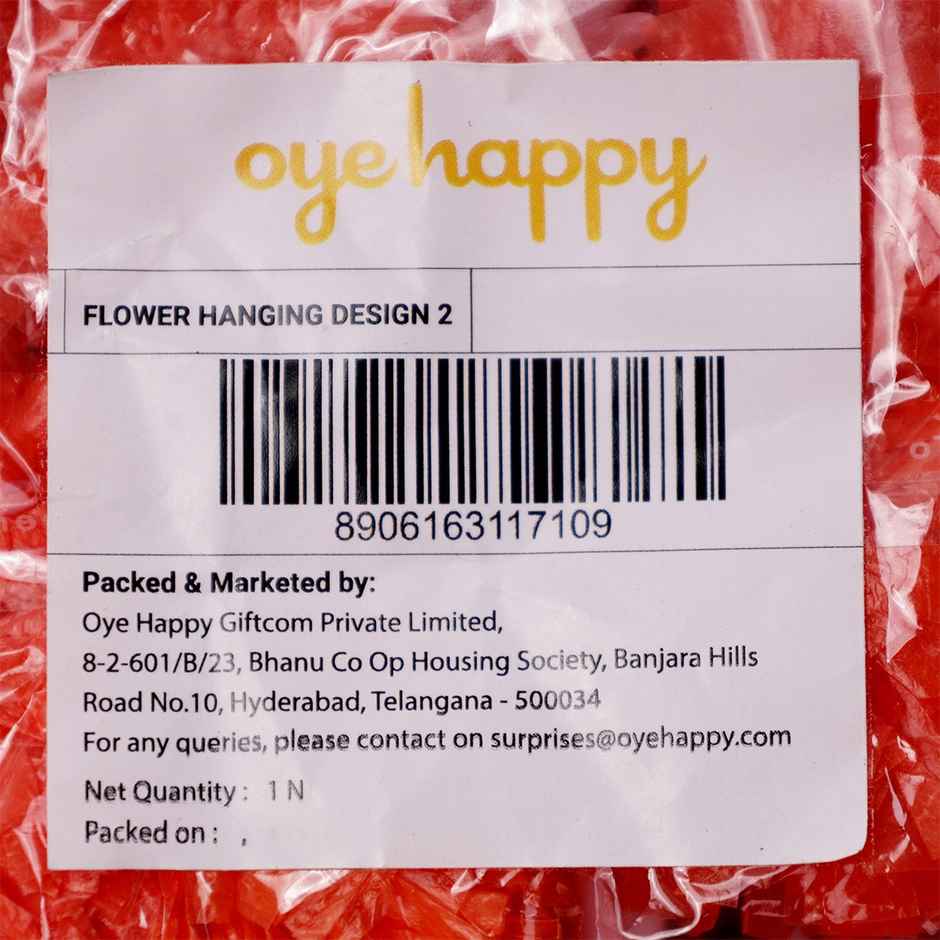 oye happy
FLOWER HANGING DESIGN 2
8906163117109
Packed & Marketed by:
Oye Happy Giftcom Private Limited,
8-2-601/B/23, Bhanu Co Op Housing Society, Banjara Hills
Road No.10, Hyderabad, Telangana - 500034
For any queries, please contact on surprises@oyehappy.com
Net Quantity : 1 N
Packed on : ,